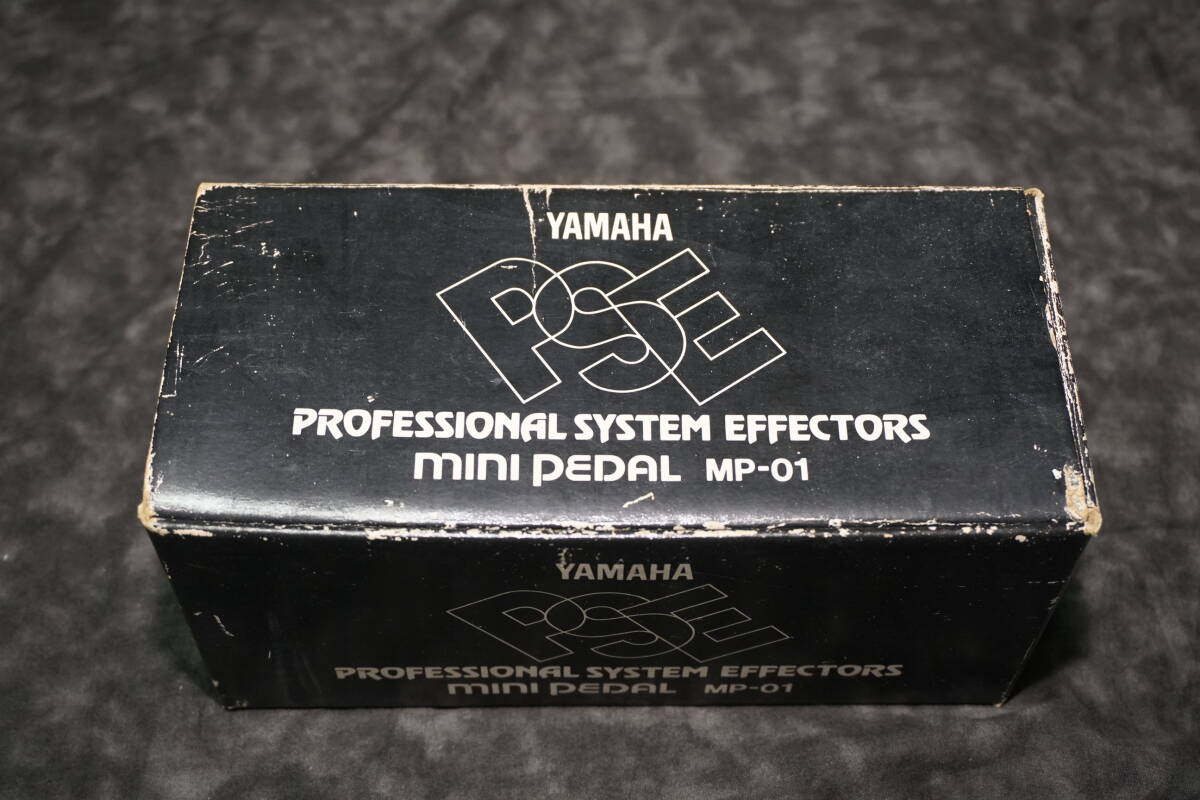 YAMAHA
PSE
PROFESSIONAL SYSTEM EFFECTORS
mini PEDAL MP-01
YAMAHA
PSE
PROFESSIONAL SYSTEM EFFECTORS
mini PEDAL MP-01